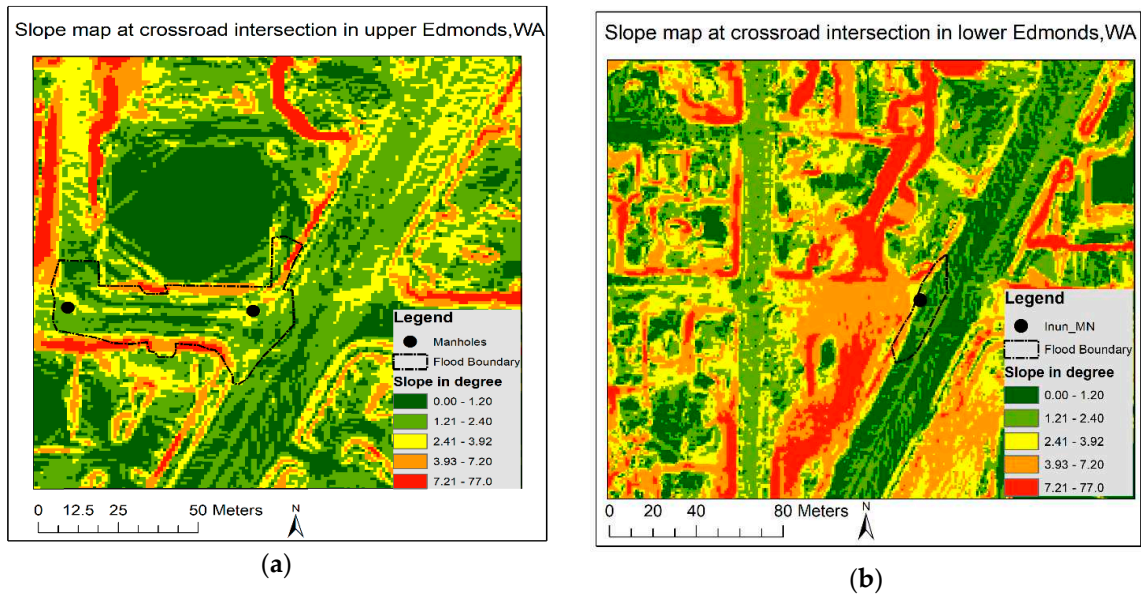 Slope map at crossroad intersection in upper Edmonds,WA
Legend
Manholes
Flood Boundary
Slope in degree
0.00 - 1.20
1.21 - 2.40
2.41 - 3.92
3.93 - 7.20
7.21 - 77.0
0 12.5 25 50 Meters
N
(a)
Slope map at crossroad intersection in lower Edmonds,WA
Legend
Inun_MN
Flood Boundary
Slope in degree
0.00 - 1.20
1.21 - 2.40
2.41 - 3.92
3.93 - 7.20
7.21 - 77.0
0 20 40 80 Meters
N
(b)